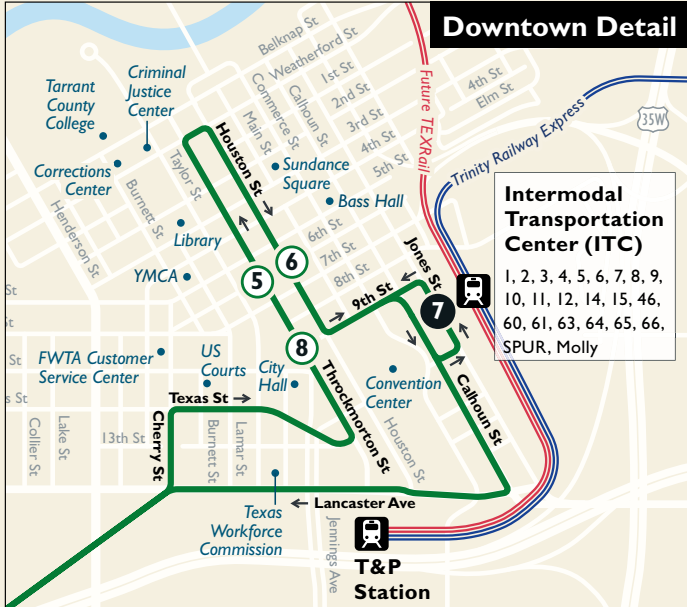 Downtown Detail
Belknap St
Weatherford St
1st St
2nd St
3rd St
4th St
5th St
Commerce St
Calhoun St
Main St
4th St
Elm St
Future TEXRail
Trinity Railway Express
35W
Tarrant
County
College
Criminal
Justice
Center
Corrections
Center
Houston St
Taylor St
Burnett St
Henderson St
Sundance
Square
Bass Hall
Library
YMCA
6th St
7th St
8th St
9th St
Jones St
5
6
7
8
Intermodal
Transportation
Center (ITC)
1, 2, 3, 4, 5, 6, 7, 8, 9,
10, 11, 12, 14, 15, 46,
60, 61, 63, 64, 65, 66,
SPUR, Molly
St
St
s St
FWTA Customer
Service Center
US
Courts
City
Hall
Convention
Center
Texas St
Throckmorton St
Calhoun St
Houston St
Cherry St
13th St
Collier St
Lake St
Burnett St
Lamar St
Lancaster Ave
Texas
Workforce
Commission
Jennings Ave
T&P
Station